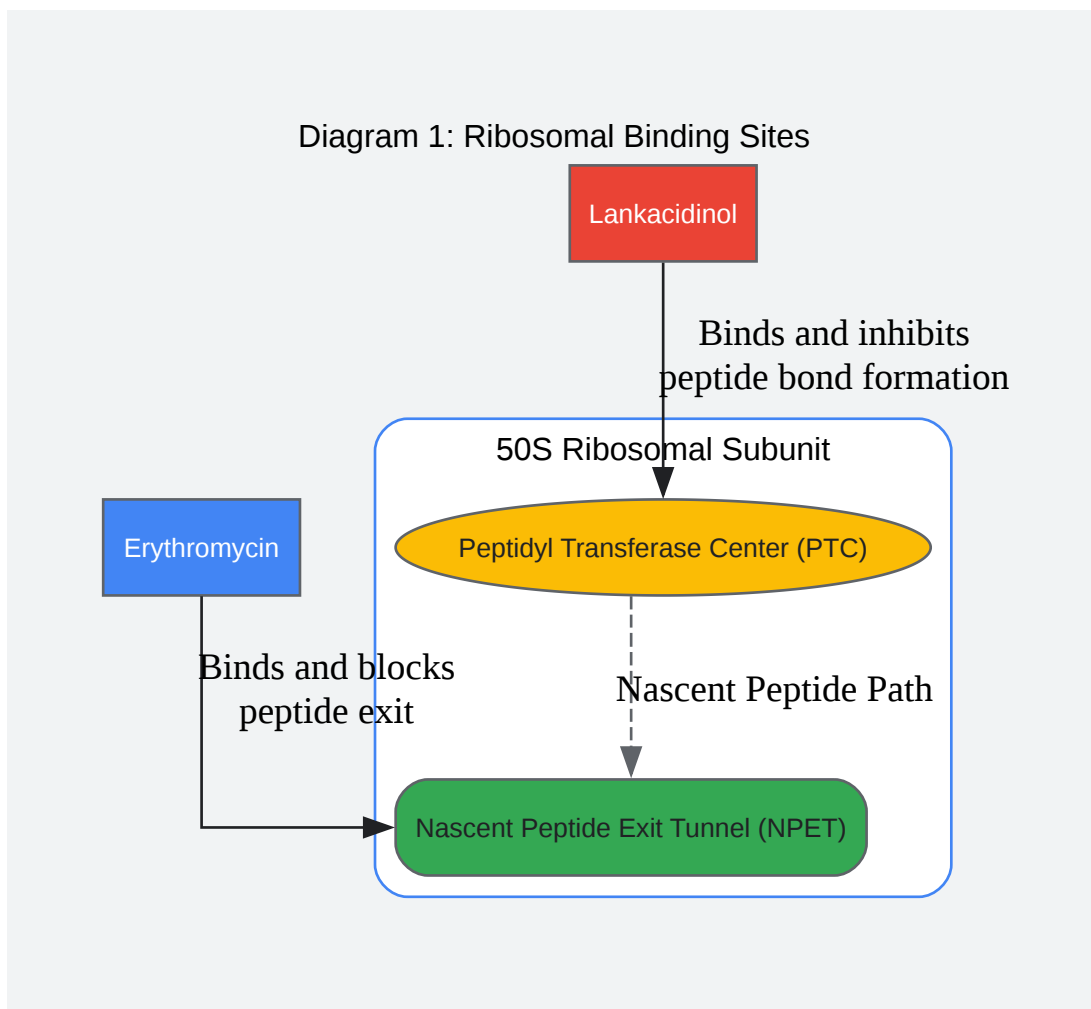 Diagram 1: Ribosomal Binding Sites
Lankacidinol
Binds and inhibits
peptide bond formation
50S Ribosomal Subunit
Erythromycin
Peptidyl Transferase Center (PTC)
Binds and blocks
peptide exit
Nascent Peptide Path
Nascent Peptide Exit Tunnel (NPET)